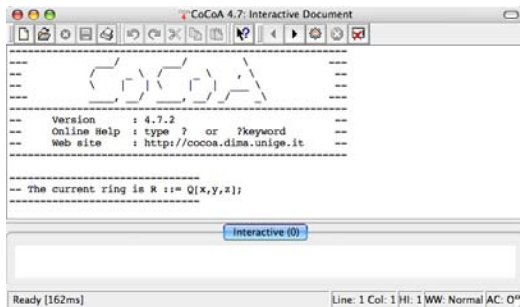 CoCoA 4.7: Interactive Document
-- Version : 4.7.2 --
-- Online Help : type ? or ?keyword --
-- Web site : http://cocoa.dima.unige.it --
-- The current ring is R ::= Q[x,y,z];
Interactive (0)
Ready [162ms]
Line: 1 Col: 1 HI: 1 WW: Normal AC: O